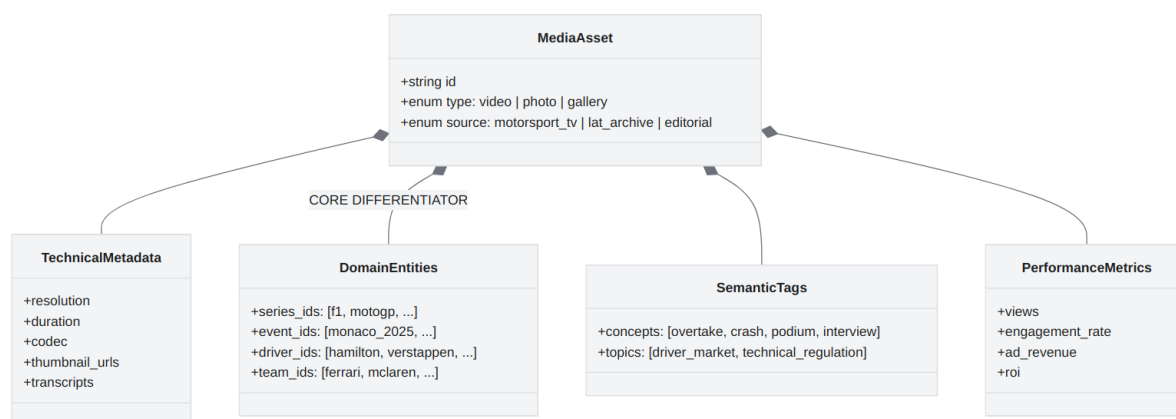 MediaAsset
+string id
+enum type: video | photo | gallery
+enum source: motorsport_tv | lat_archive | editorial
CORE DIFFERENTIATOR
TechnicalMetadata
+resolution
+duration
+codec
+thumbnail_urls
+transcripts
DomainEntities
+series_ids: [f1, motogp, ...]
+event_ids: [monaco_2025, ...]
+driver_ids: [hamilton, verstappen, ...]
+team_ids: [ferrari, mclaren, ...]
SemanticTags
+concepts: [overtake, crash, podium, interview]
+topics: [driver_market, technical_regulation]
PerformanceMetrics
+views
+engagement_rate
+ad_revenue
+roi